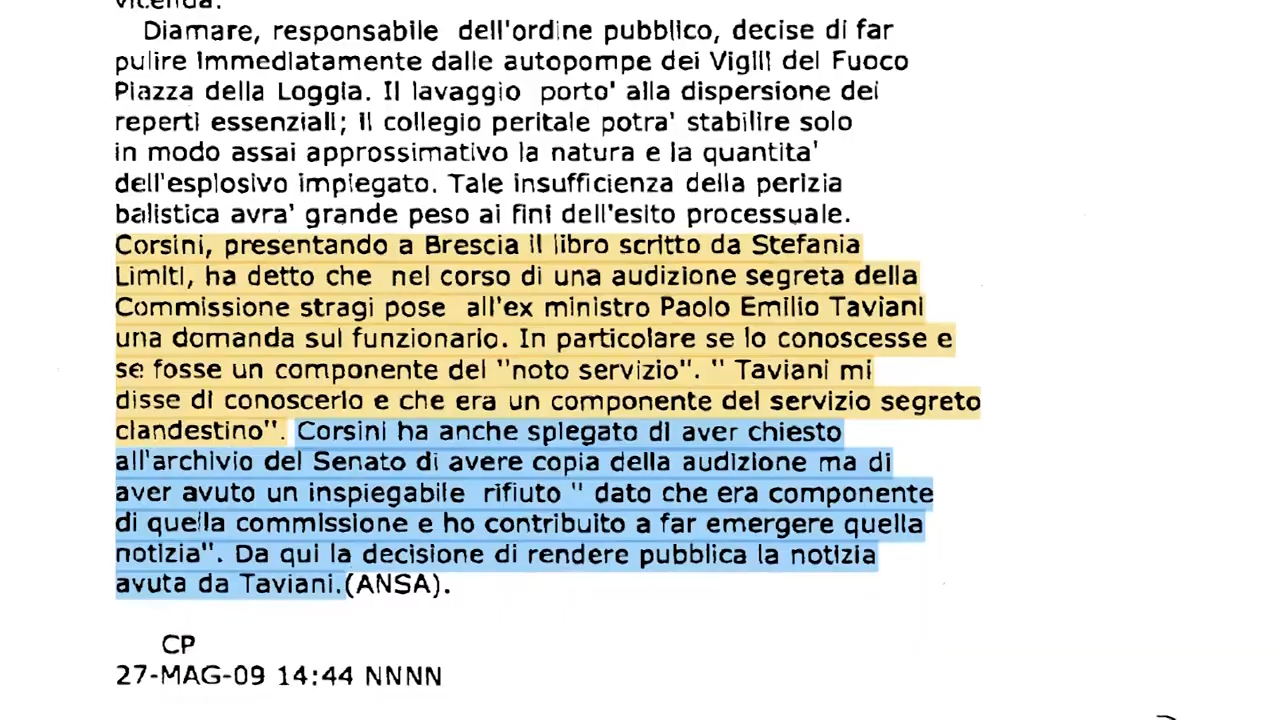 vicenda.
Diamare, responsabile dell'ordine pubblico, decise di far
pulire immediatamente dalle autopompe dei Vigili del Fuoco
Piazza della Loggia. Il lavaggio porto' alla dispersione dei
reperti essenziali; il collegio peritale potra' stabilire solo
in modo assai approssimativo la natura e la quantita'
dell'esplosivo impiegato. Tale insufficienza della perizia
balistica avra' grande peso ai fini dell'esito processuale.
Corsini, presentando a Brescia il libro scritto da Stefania
Limiti, ha detto che nel corso di una audizione segreta della
Commissione stragi pose all'ex ministro Paolo Emilio Taviani
una domanda sul funzionario. In particolare se lo conoscesse e
se fosse un componente del "noto servizio". " Taviani mi
disse di conoscerlo e che era un componente del servizio segreto
clandestino". Corsini ha anche spiegato di aver chiesto
all'archivio del Senato di avere copia della audizione ma di
aver avuto un inspiegabile rifiuto " dato che era componente
di quella commissione e ho contribuito a far emergere quella
notizia". Da qui la decisione di rendere pubblica la notizia
avuta da Taviani.(ANSA).
CP
27-MAG-09 14:44 NNNN